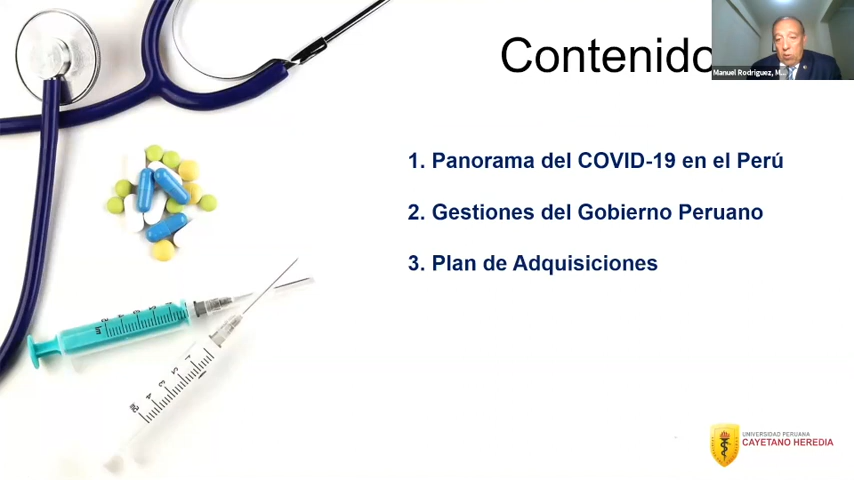 Contenido
Manuel Rodriguez, M...
1. Panorama del COVID-19 en el Perú
2. Gestiones del Gobierno Peruano
3. Plan de Adquisiciones
UNIVERSIDAD PERUANA
CAYETANO HEREDIA